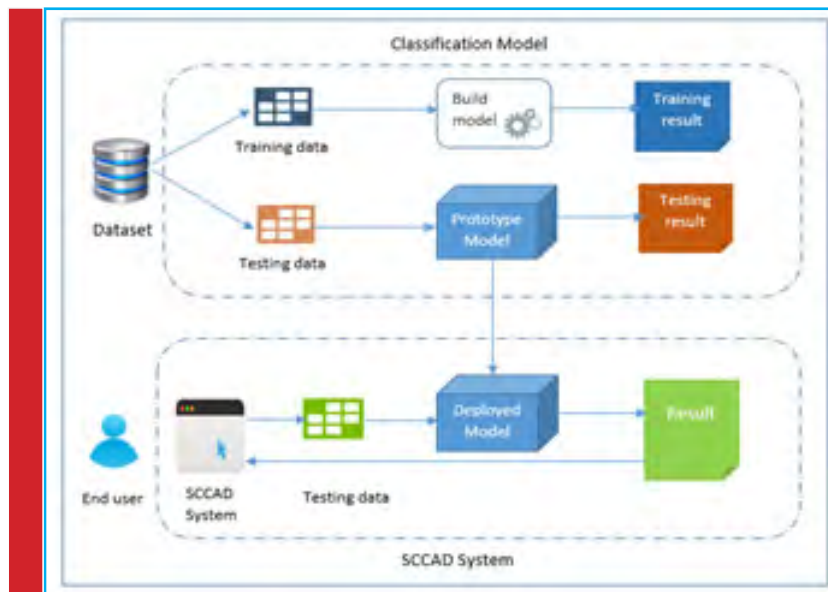 Classification Model
Build
model
Training
result
Training data
Dataset
Prototype
Model
Testing
result
Testing data
Deployed
Model
Result
End user
SCCAD
System
Testing data
SCCAD System